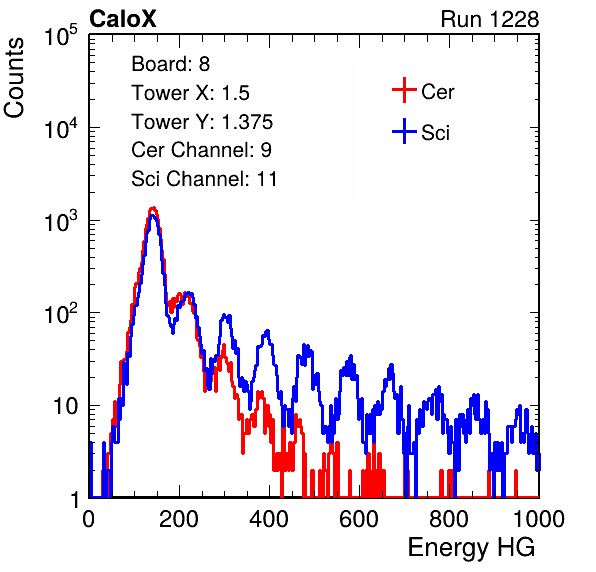 CaloX Run 1228
Counts
10^5
10^4
10^3
10^2
10
1
Board: 8
Tower X: 1.5
Tower Y: 1.375
Cer Channel: 9
Sci Channel: 11
Cer
Sci
0 200 400 600 800 1000
Energy HG